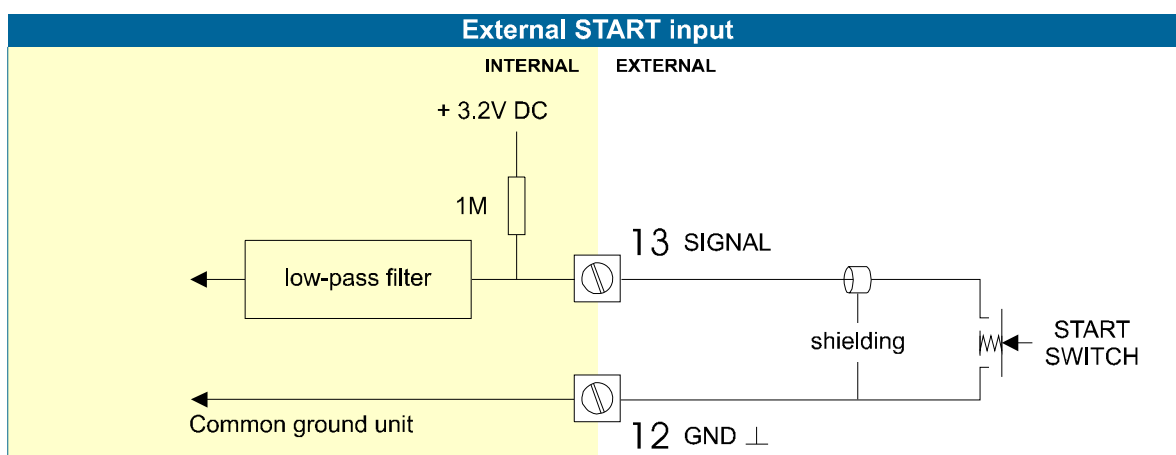 External START input
INTERNAL EXTERNAL
+ 3.2V DC
1M
13 SIGNAL
low-pass filter
shielding
START
SWITCH
Common ground unit
12 GND ⊥